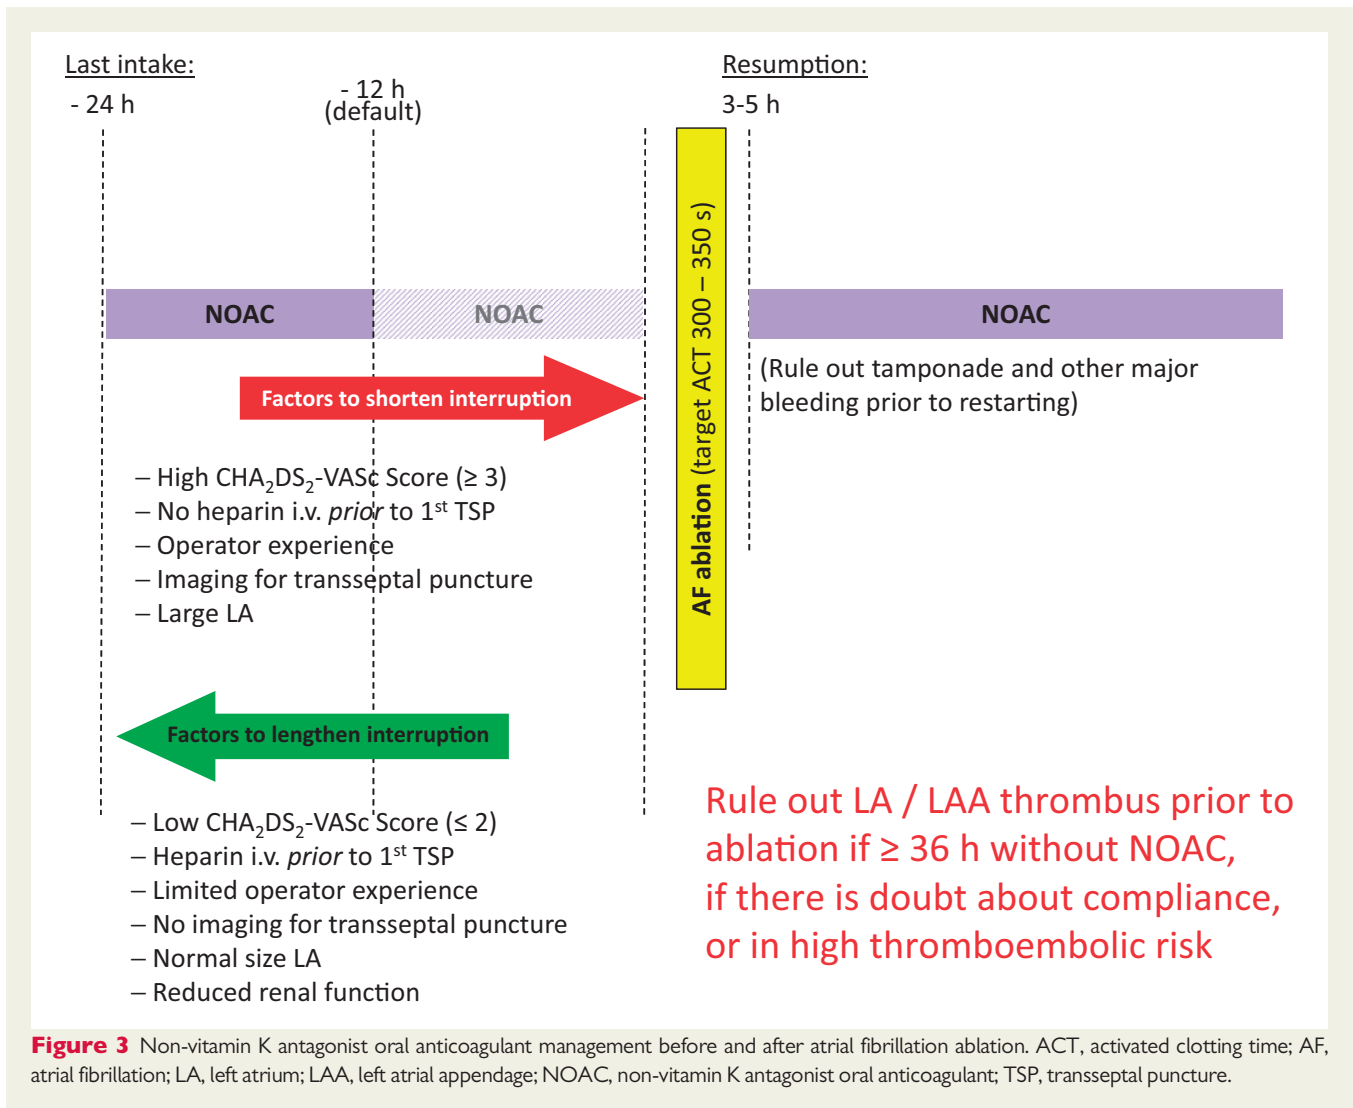 Last intake:
- 24 h
- 12 h
(default)
Resumption:
3-5 h
NOAC
NOAC
AF ablation (target ACT 300 – 350 s)
NOAC
(Rule out tamponade and other major
bleeding prior to restarting)
Factors to shorten interruption
– High CHA₂DS₂-VASc Score (≥ 3)
– No heparin i.v. prior to 1ˢᵗ TSP
– Operator experience
– Imaging for transseptal puncture
– Large LA
Factors to lengthen interruption
– Low CHA₂DS₂-VASc Score (≤ 2)
– Heparin i.v. prior to 1ˢᵗ TSP
– Limited operator experience
– No imaging for transseptal puncture
– Normal size LA
– Reduced renal function
Rule out LA / LAA thrombus prior to
ablation if ≥ 36 h without NOAC,
if there is doubt about compliance,
or in high thromboembolic risk
Figure 3 Non-vitamin K antagonist oral anticoagulant management before and after atrial fibrillation ablation. ACT, activated clotting time; AF,
atrial fibrillation; LA, left atrium; LAA, left atrial appendage; NOAC, non-vitamin K antagonist oral anticoagulant; TSP, transseptal puncture.